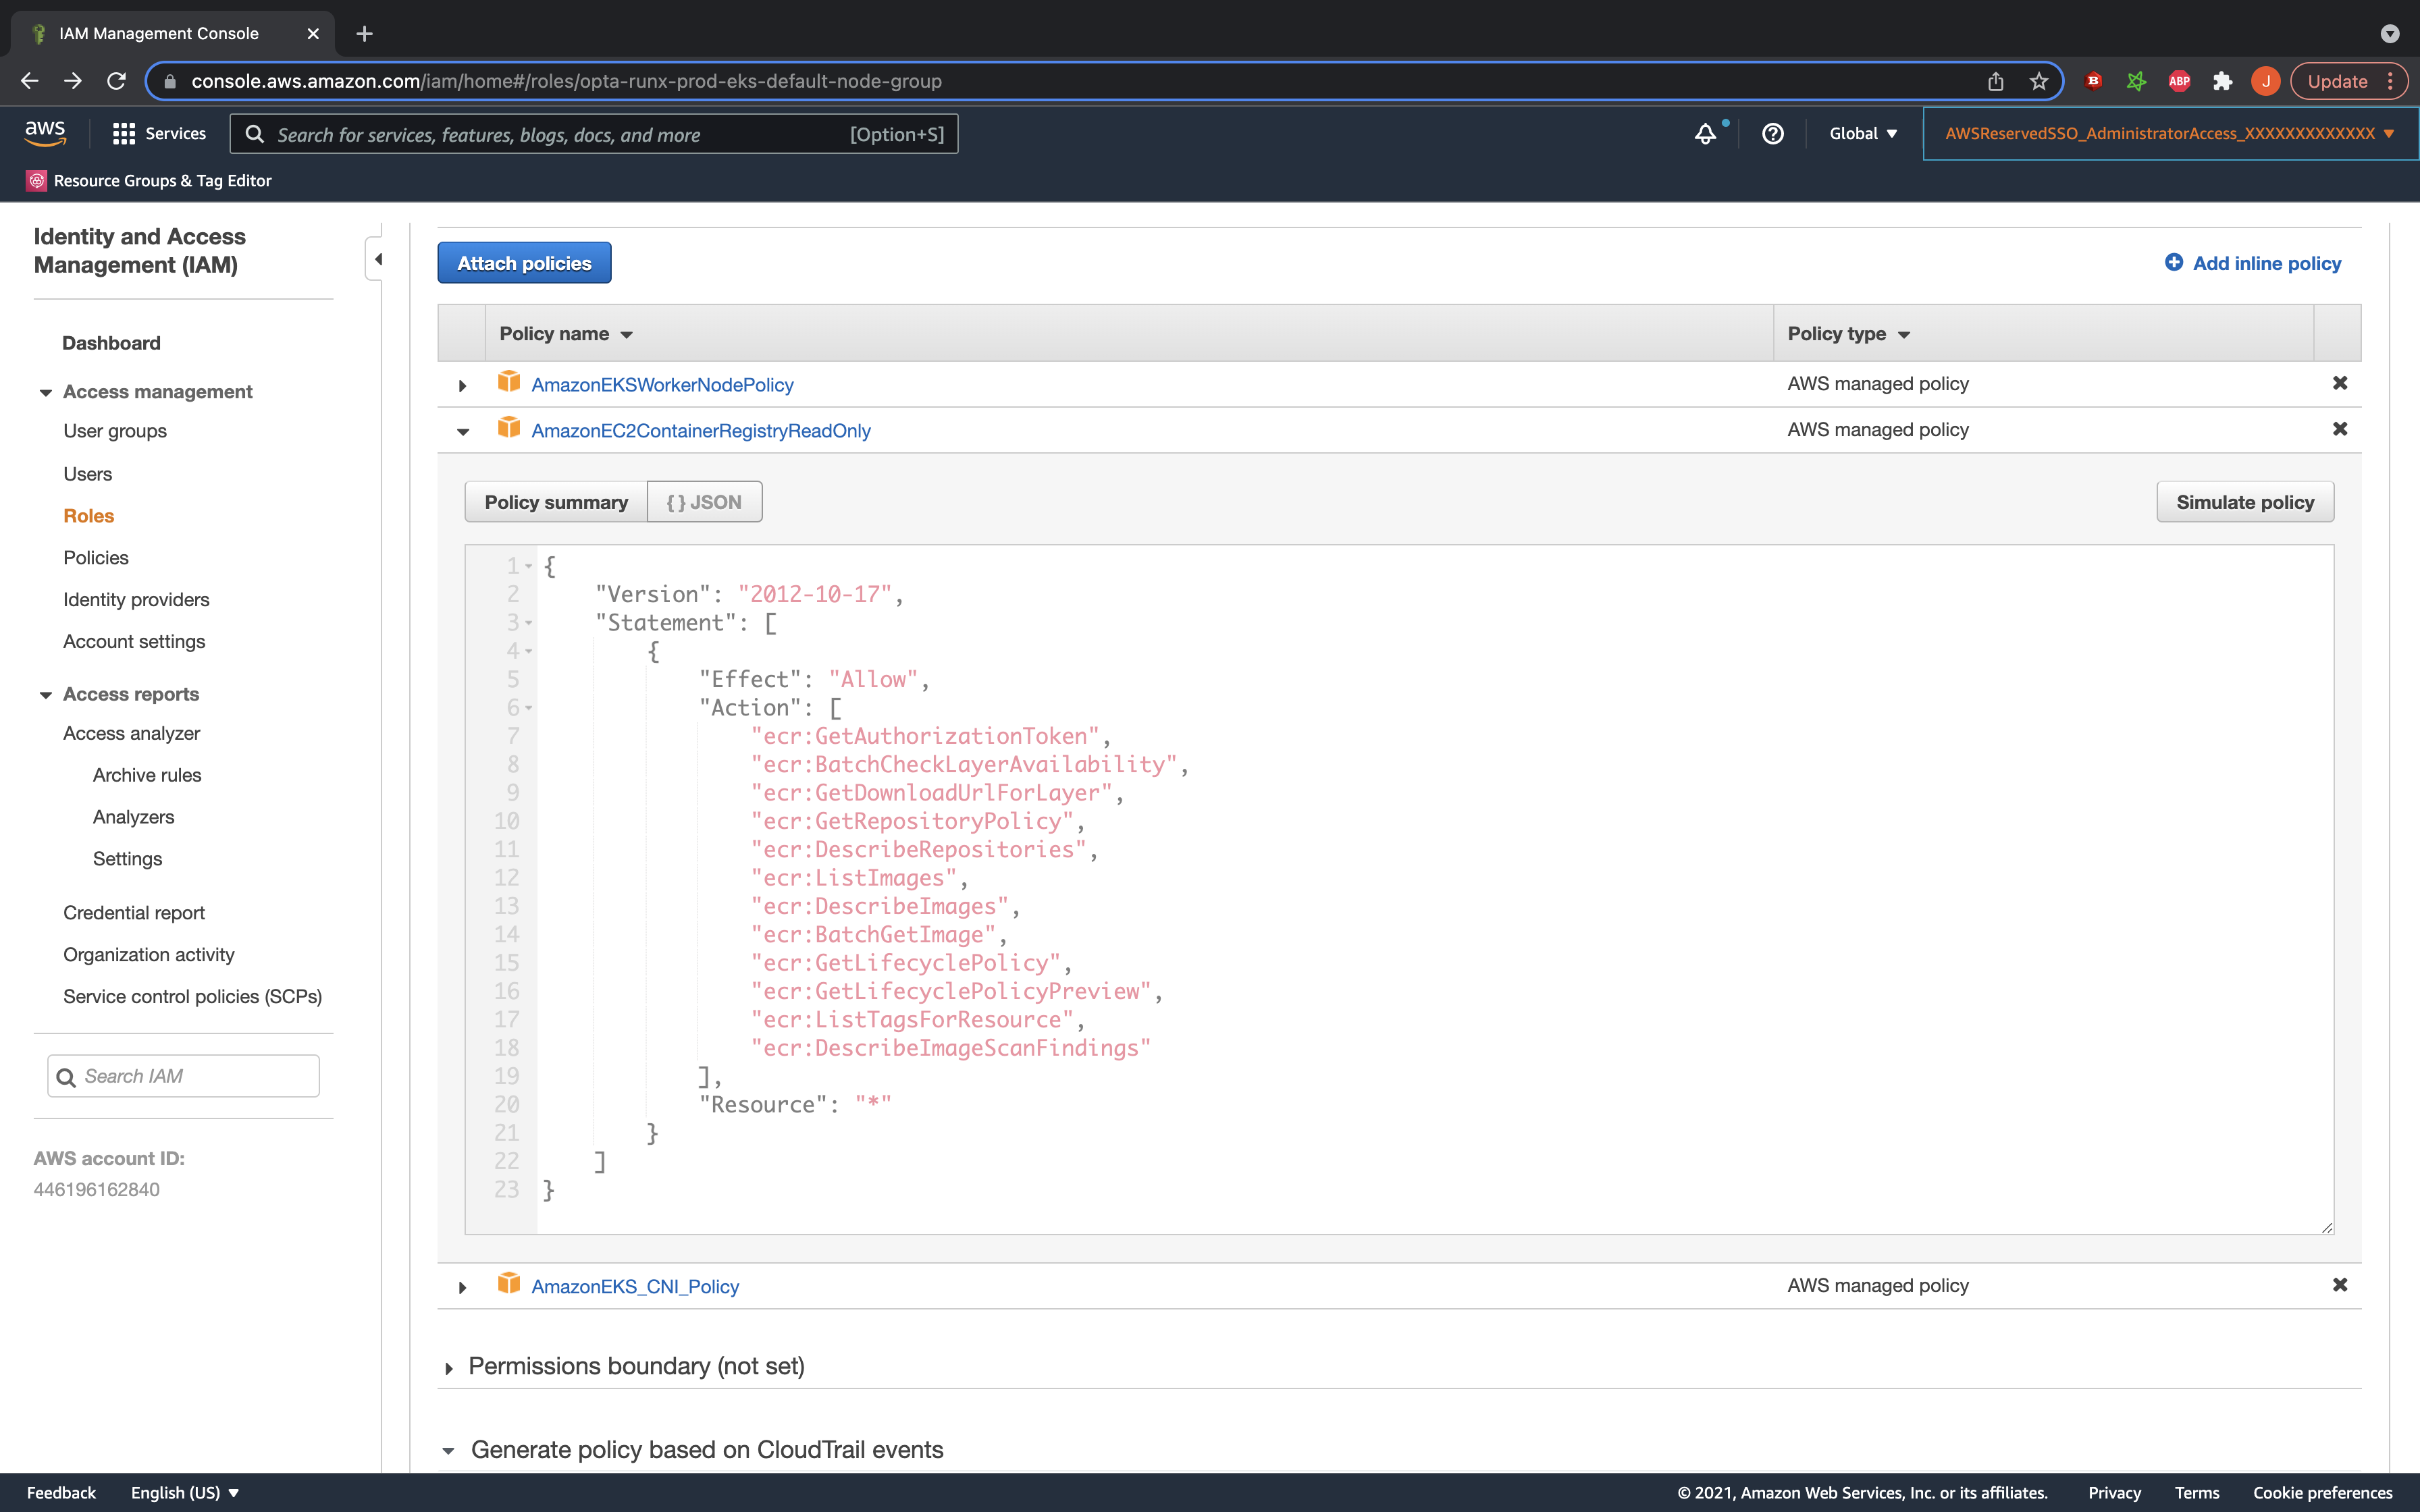 IAM Management Console
console.aws.amazon.com/iam/home#/roles/opta-runx-prod-eks-default-node-group
ABP
J
Update
aws
Services
Search for services, features, blogs, docs, and more
[Option+S]
Global
AWSReservedSSO_AdministratorAccess_XXXXXXXXXXXXX
Resource Groups & Tag Editor
Identity and Access
Management (IAM)
Dashboard
Access management
User groups
Users
Roles
Policies
Identity providers
Account settings
Access reports
Access analyzer
Archive rules
Analyzers
Settings
Credential report
Organization activity
Service control policies (SCPs)
Search IAM
AWS account ID:
446196162840
Attach policies
Add inline policy
Policy name
Policy type
AmazonEKSWorkerNodePolicy
AWS managed policy
AmazonEC2ContainerRegistryReadOnly
AWS managed policy
Policy summary
{ } JSON
Simulate policy
1 {
2 "Version": "2012-10-17",
3 "Statement": [
4 {
5 "Effect": "Allow",
6 "Action": [
7 "ecr:GetAuthorizationToken",
8 "ecr:BatchCheckLayerAvailability",
9 "ecr:GetDownloadUrlForLayer",
10 "ecr:GetRepositoryPolicy",
11 "ecr:DescribeRepositories",
12 "ecr:ListImages",
13 "ecr:DescribeImages",
14 "ecr:BatchGetImage",
15 "ecr:GetLifecyclePolicy",
16 "ecr:GetLifecyclePolicyPreview",
17 "ecr:ListTagsForResource",
18 "ecr:DescribeImageScanFindings"
19 ],
20 "Resource": "*"
21 }
22 ]
23 }
AmazonEKS_CNI_Policy
AWS managed policy
Permissions boundary (not set)
Generate policy based on CloudTrail events
Feedback
English (US)
© 2021, Amazon Web Services, Inc. or its affiliates.
Privacy
Terms
Cookie preferences